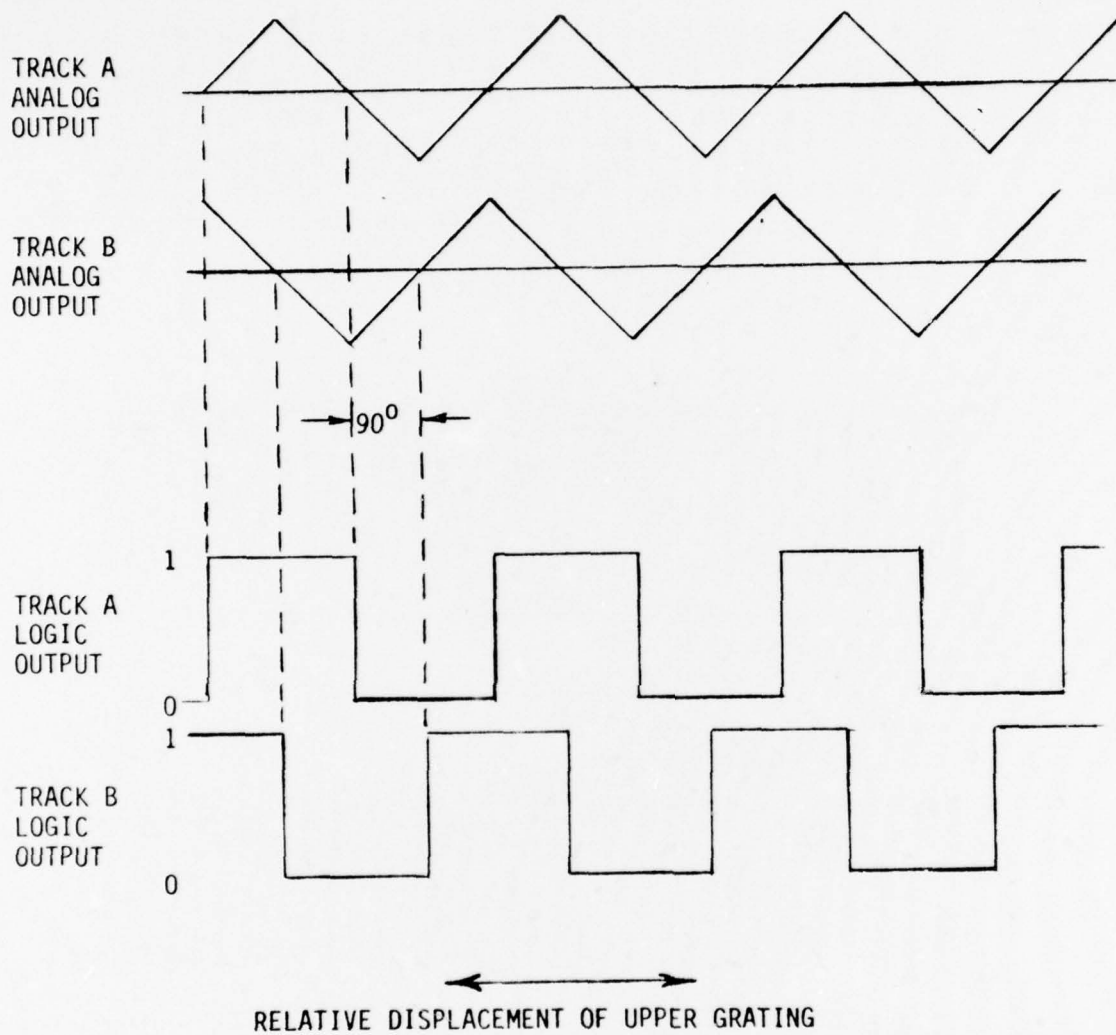 TRACK A
ANALOG
OUTPUT
TRACK B
ANALOG
OUTPUT
90°
1
TRACK A
LOGIC
OUTPUT
0
1
TRACK B
LOGIC
OUTPUT
0
RELATIVE DISPLACEMENT OF UPPER GRATING